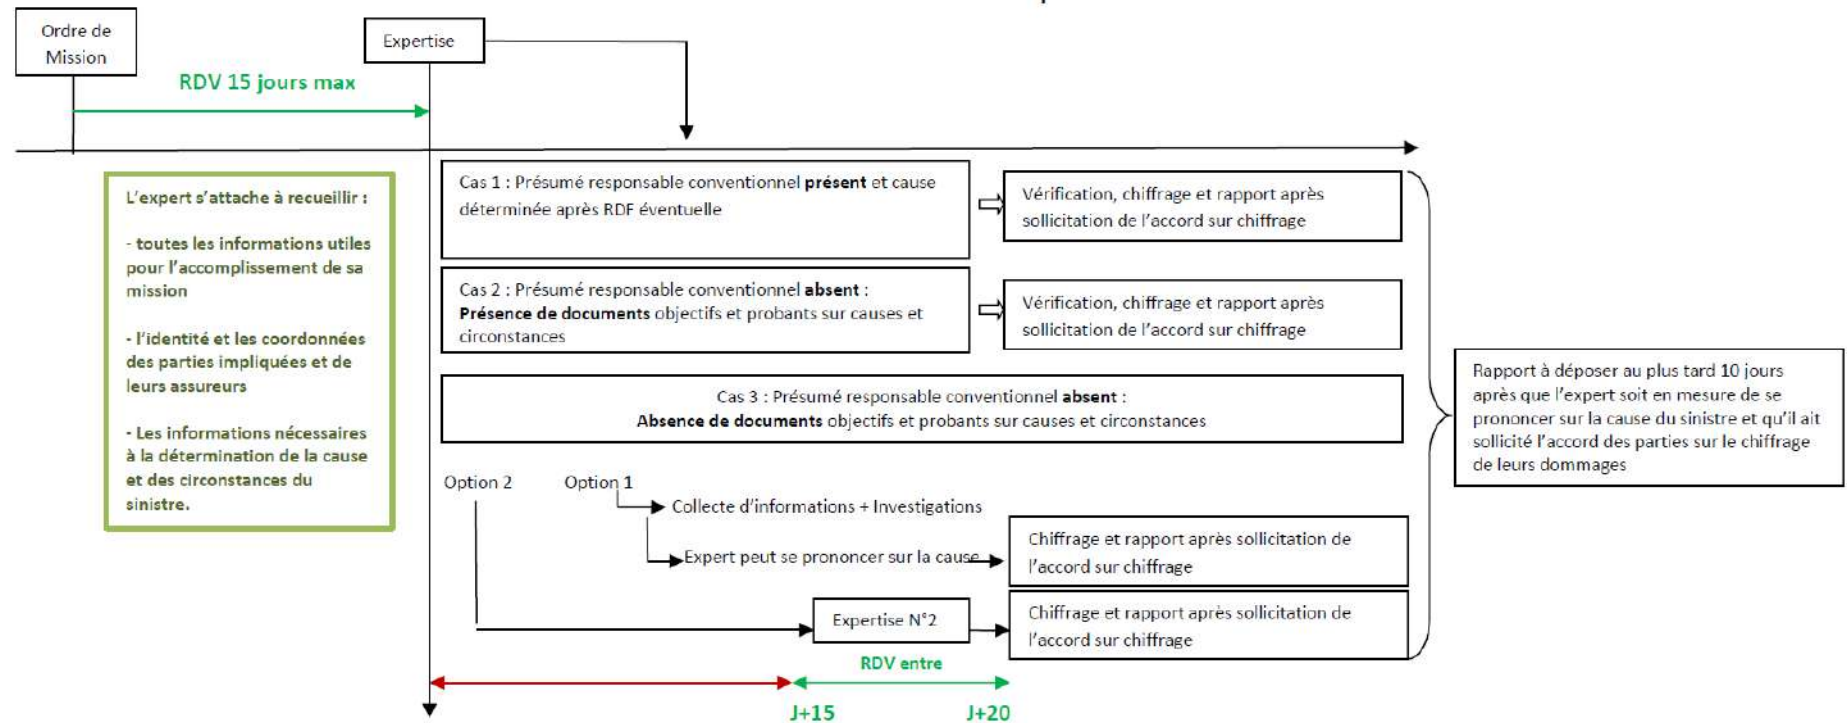 Ordre de
Mission
Expertise
RDV 15 jours max
L'expert s'attache à recueillir :
- toutes les informations utiles
pour l'accomplissement de sa
mission
- l'identité et les coordonnées
des parties impliquées et de
leurs assureurs
- Les informations nécessaires
à la détermination de la cause
et des circonstances du
sinistre.
Cas 1 : Présumé responsable conventionnel présent et cause
déterminée après RDF éventuelle
Vérification, chiffrage et rapport après
sollicitation de l'accord sur chiffrage
Cas 2 : Présumé responsable conventionnel absent :
Présence de documents objectifs et probants sur causes et
circonstances
Vérification, chiffrage et rapport après
sollicitation de l'accord sur chiffrage
Cas 3 : Présumé responsable conventionnel absent :
Absence de documents objectifs et probants sur causes et circonstances
Option 2
Option 1
Collecte d'informations + Investigations
Expert peut se prononcer sur la cause
Chiffrage et rapport après sollicitation de
l'accord sur chiffrage
Expertise N°2
Chiffrage et rapport après sollicitation de
l'accord sur chiffrage
RDV entre
J+15
J+20
Rapport à déposer au plus tard 10 jours
après que l'expert soit en mesure de se
prononcer sur la cause du sinistre et qu'il ait
sollicité l'accord des parties sur le chiffrage
de leurs dommages